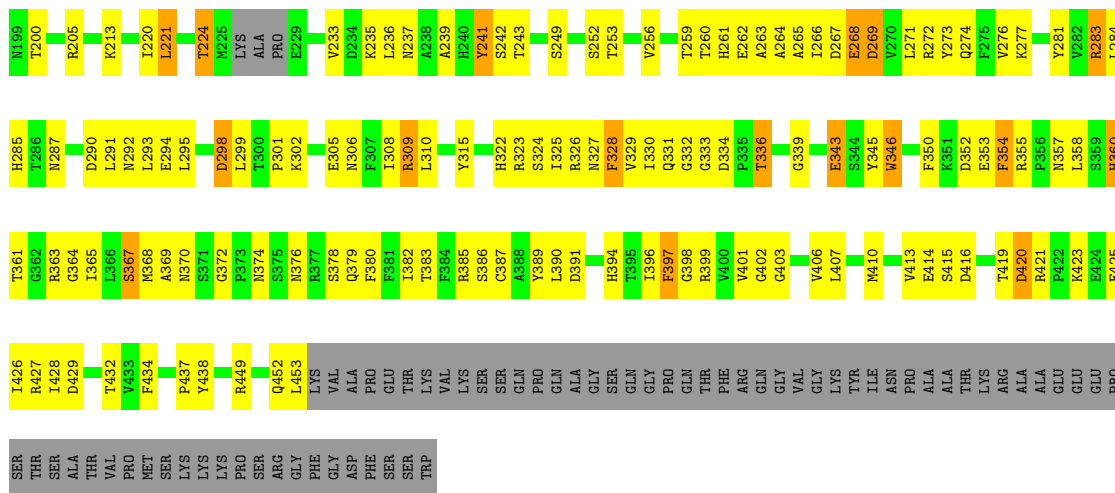 N199 T200 R205 K213 I220 L221 T224 M225 LYS ALA PRO E229 V233 D234 K235 L236 N237 A238 A239 H240 Y241 S242 T243 S249 S252 T253 V256 T259 T260 H261 E262 A263 A264 A265 I266 D267 E268 D269 V270 L271 R272 Y273 Q274 F275 V276 K277 Y281 V282 R283 L284
H285 T286 N287 D290 L291 N292 L293 E294 L295 D298 L299 T300 P301 K302 E305 N306 F307 I308 R309 L310 Y315 H322 R323 S324 I325 R326 N327 F328 V329 I330 Q331 G332 G333 D334 P335 T336 G339 E343 S344 Y345 W346 F350 K351 D352 E353 F354 R355 P356 N357 L358 S359 H360
T361 G362 R363 G364 I365 L366 S367 M368 A369 N370 S371 G372 P373 N374 S375 N376 R377 S378 Q379 F380 F381 I382 T383 F384 R385 S386 C387 A388 Y389 L390 D391 H394 T395 I396 F397 G398 R399 V400 V401 G402 G403 V406 L407 M410 V413 E414 S415 D416 T419 D420 R421 P422 K423 E424
I426 R427 I428 D429 T432 V433 F434 P437 Y438 R449 Q452 L453 LYS VAL ALA PRO GLU THR LYS VAL LYS SER SER GLN PRO GLY GLN ALA GLY SER GLN GLY PRO GLN THR PHE ARG GLN GLY VAL GLY LYS TYR ILE ASN PRO ALA ALA THR LYS ARG ALA ALA GLU GLU GLU PRO
SER THR SER ALA THR VAL PRO MET SER LYS LYS LYS PRO SER ARG GLY PHE GLY ASP PHE SER SER TRP